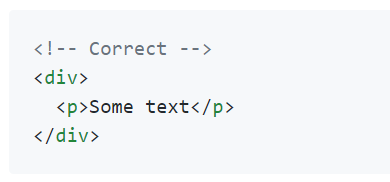 <!-- Correct -->
<div>
  <p>Some text</p>
</div>